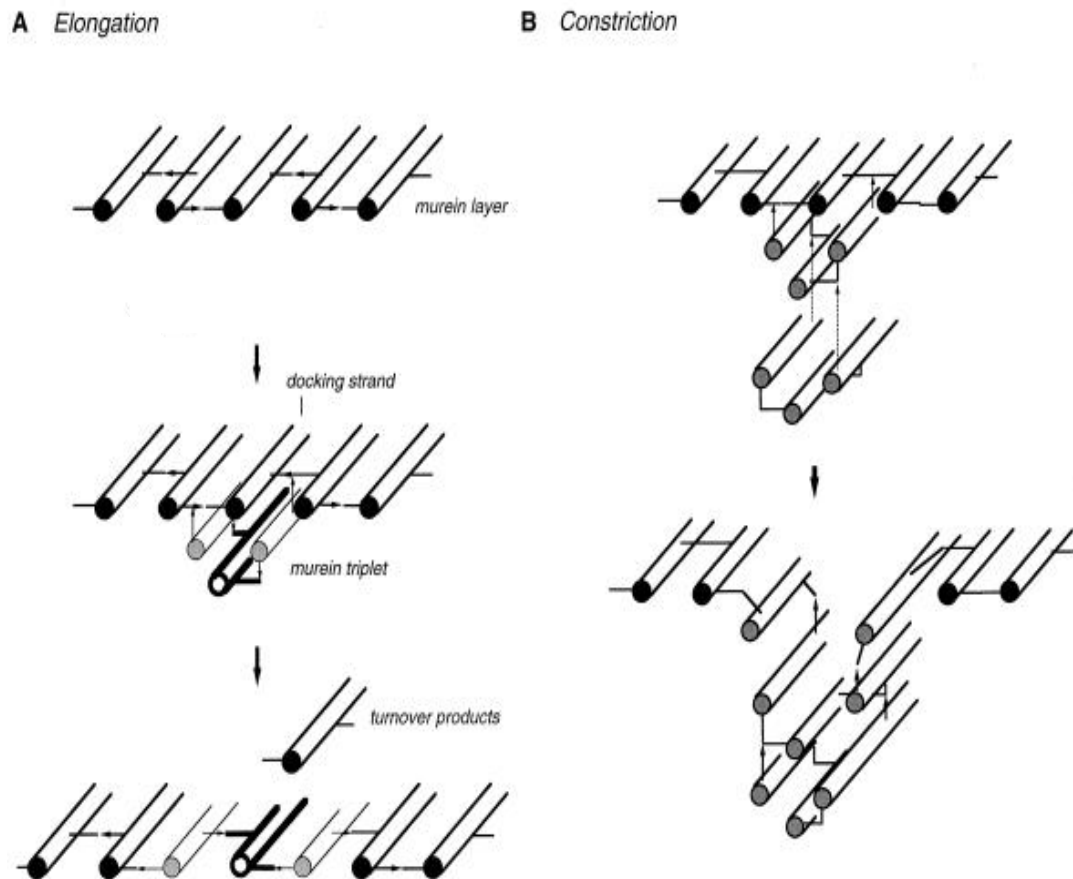 A Elongation
B Constriction
murein layer
docking strand
murein triplet
turnover products